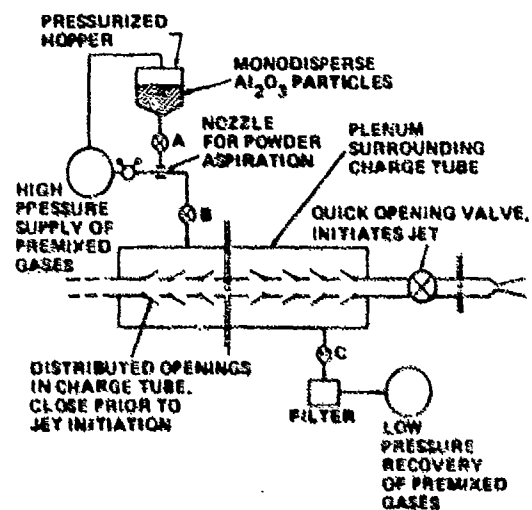 PRESSURIZED
HOPPER
MONODISPERSE
Al2O3 PARTICLES
A
NOZZLE
FOR POWDER
ASPIRATION
PLENUM
SURROUNDING
CHARGE TUBE
HIGH
PRESSURE
SUPPLY OF
PREMIXED
GASES
B
QUICK OPENING VALVE,
INITIATES JET
DISTRIBUTED OPENINGS
IN CHARGE TUBE.
CLOSE PRIOR TO
JET INITIATION
C
FILTER
LOW
PRESSURE
RECOVERY
OF PREMIXED
GASES